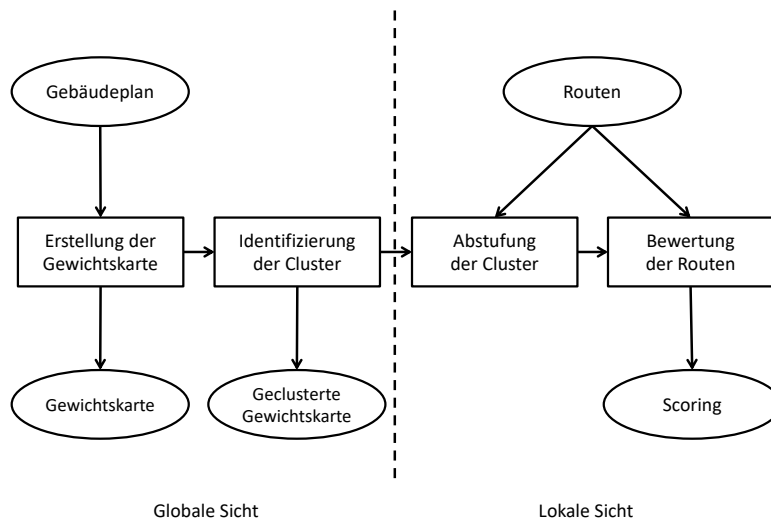 Gebäudeplan
Routen
Erstellung der
Gewichtskarte
Identifizierung
der Cluster
Abstufung
der Cluster
Bewertung
der Routen
Gewichtskarte
Geclusterte
Gewichtskarte
Scoring
Globale Sicht
Lokale Sicht